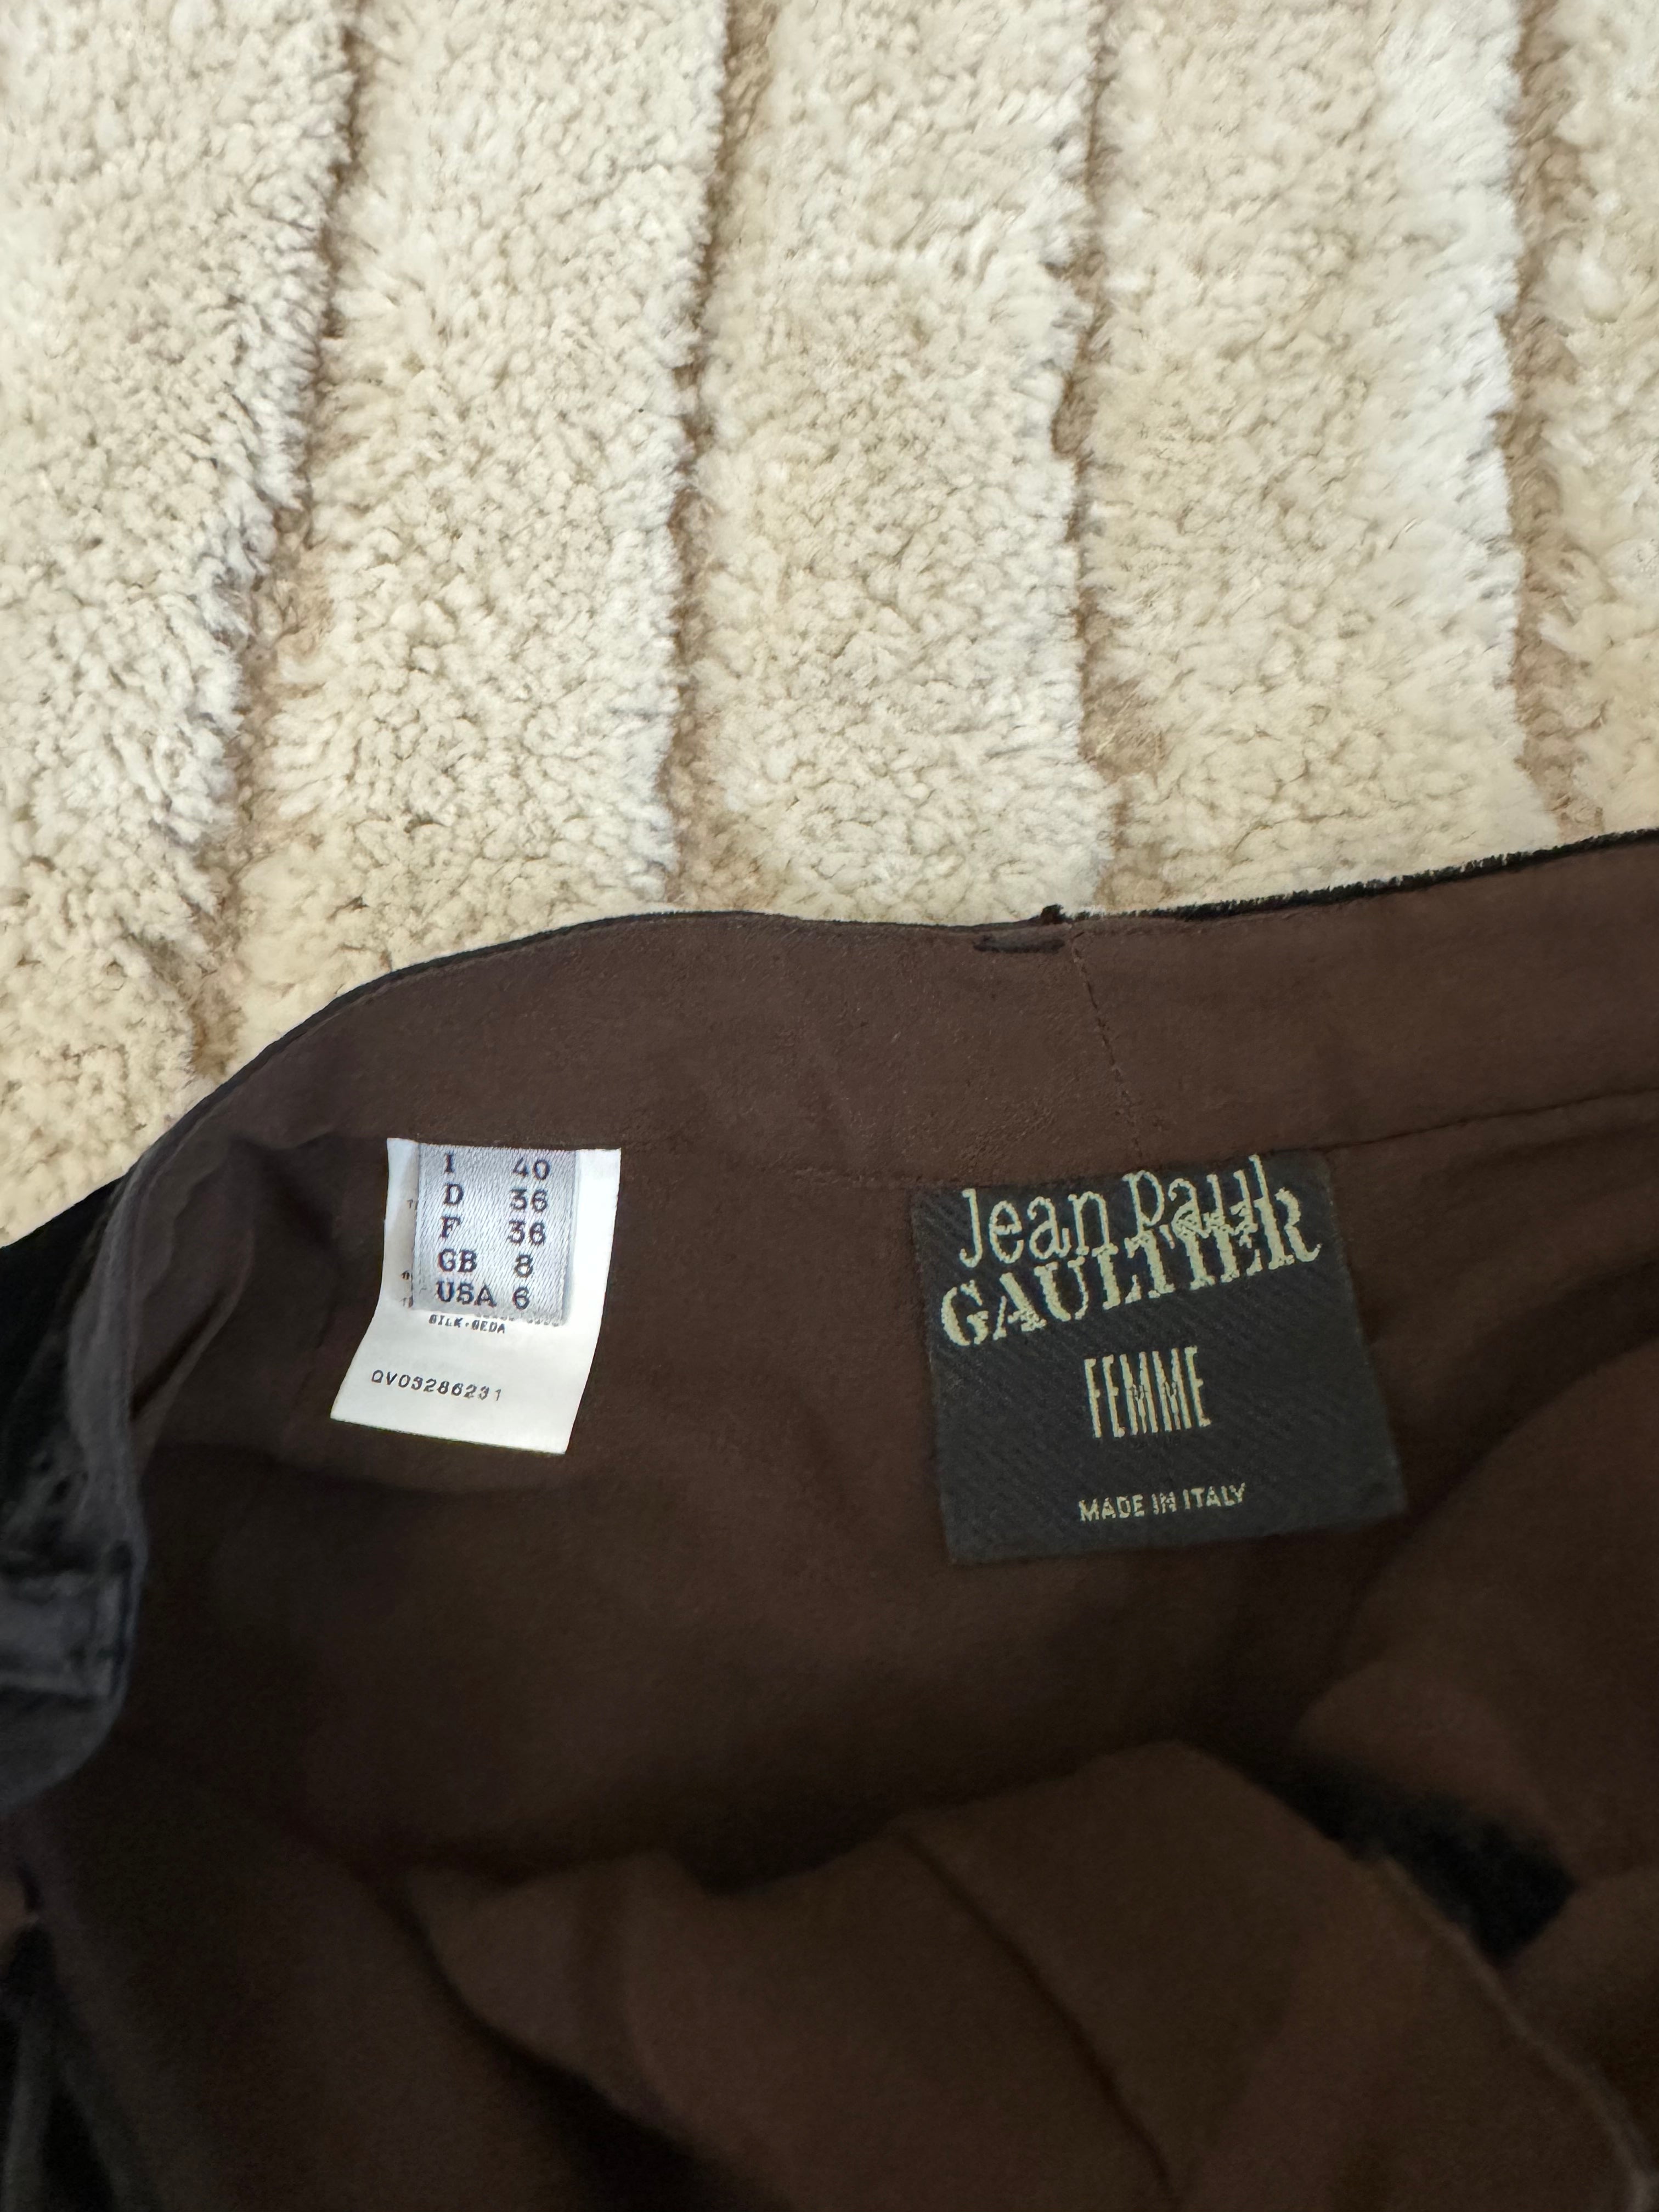 I 40
D 36
F 36
GB 8
USA 6
SILK-SEDA
QV03286231
Jean Paul
GAULTIER
FEMME
MADE IN ITALY